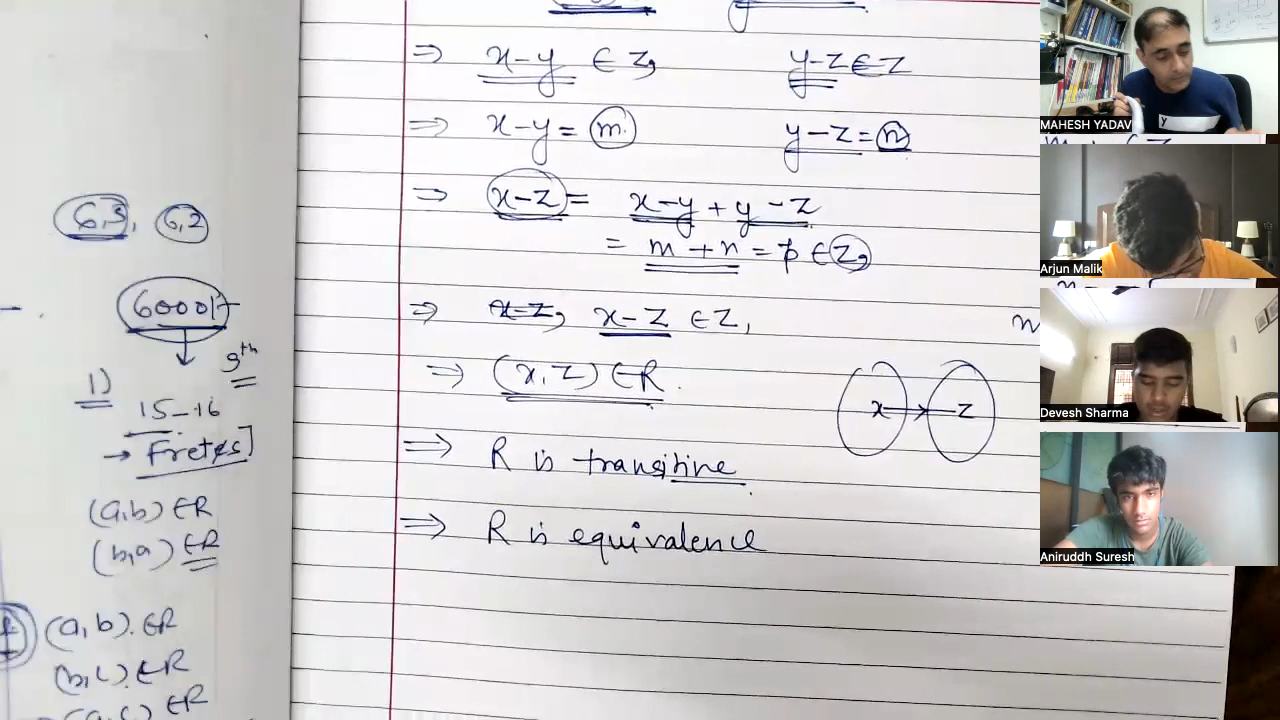 ⇒ x-y ∈ Z, y-z ∈ Z
⇒ x-y = m y-z = n
⇒ x-z = x-y + y-z
= m+n = p ∈ Z,
⇒ x-z ∈ Z,
⇒ (x,z) ∈ R.
x → z
⇒ R is transitive
⇒ R is equivalence
6,3, 6,2
6000/-
9th
1)
15-16
(a,b) ∈ R
(b,a) ∈ R
(a,b). ∈ R
(b,c) ∈ R
(a,c) ∈ R
MAHESH YADAV
Arjun Malik
Devesh Sharma
Aniruddh Suresh